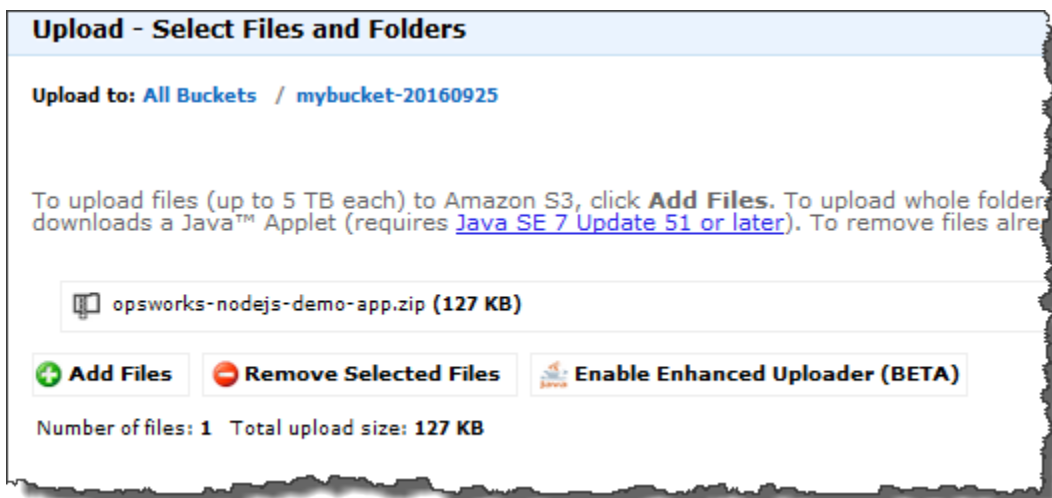 Upload - Select Files and Folders
Upload to: All Buckets / mybucket-20160925
To upload files (up to 5 TB each) to Amazon S3, click Add Files. To upload whole folder
downloads a Java™ Applet (requires Java SE 7 Update 51 or later). To remove files alre
opsworks-nodejs-demo-app.zip (127 KB)
Add Files Remove Selected Files Enable Enhanced Uploader (BETA)
Number of files: 1 Total upload size: 127 KB